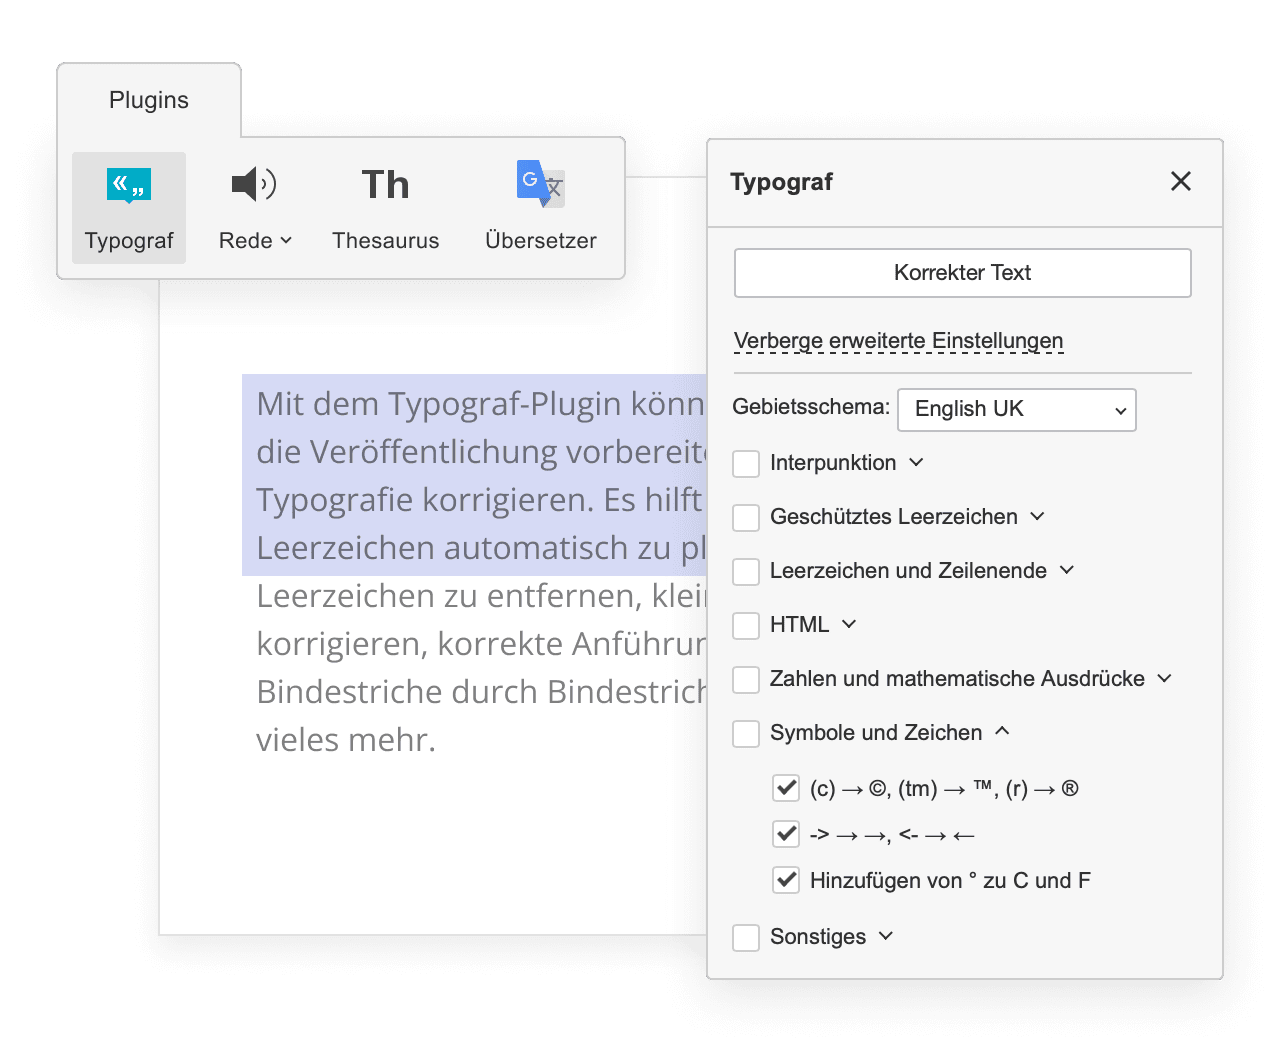 Plugins
Typograf
Rede
Th
Thesaurus
G 文
Übersetzer
Mit dem Typograf-Plugin könn
die Veröffentlichung vorbereit
Typografie korrigieren. Es hilft
Leerzeichen automatisch zu pl
Leerzeichen zu entfernen, klei
korrigieren, korrekte Anführun
Bindestriche durch Bindestrich
vieles mehr.
Typograf
Korrekter Text
Verberge erweiterte Einstellungen
Gebietsschema: English UK
Interpunktion
Geschütztes Leerzeichen
Leerzeichen und Zeilenende
HTML
Zahlen und mathematische Ausdrücke
Symbole und Zeichen
(c) → ©, (tm) → ™, (r) → ®
-> → →, <- → ←
Hinzufügen von ° zu C und F
Sonstiges